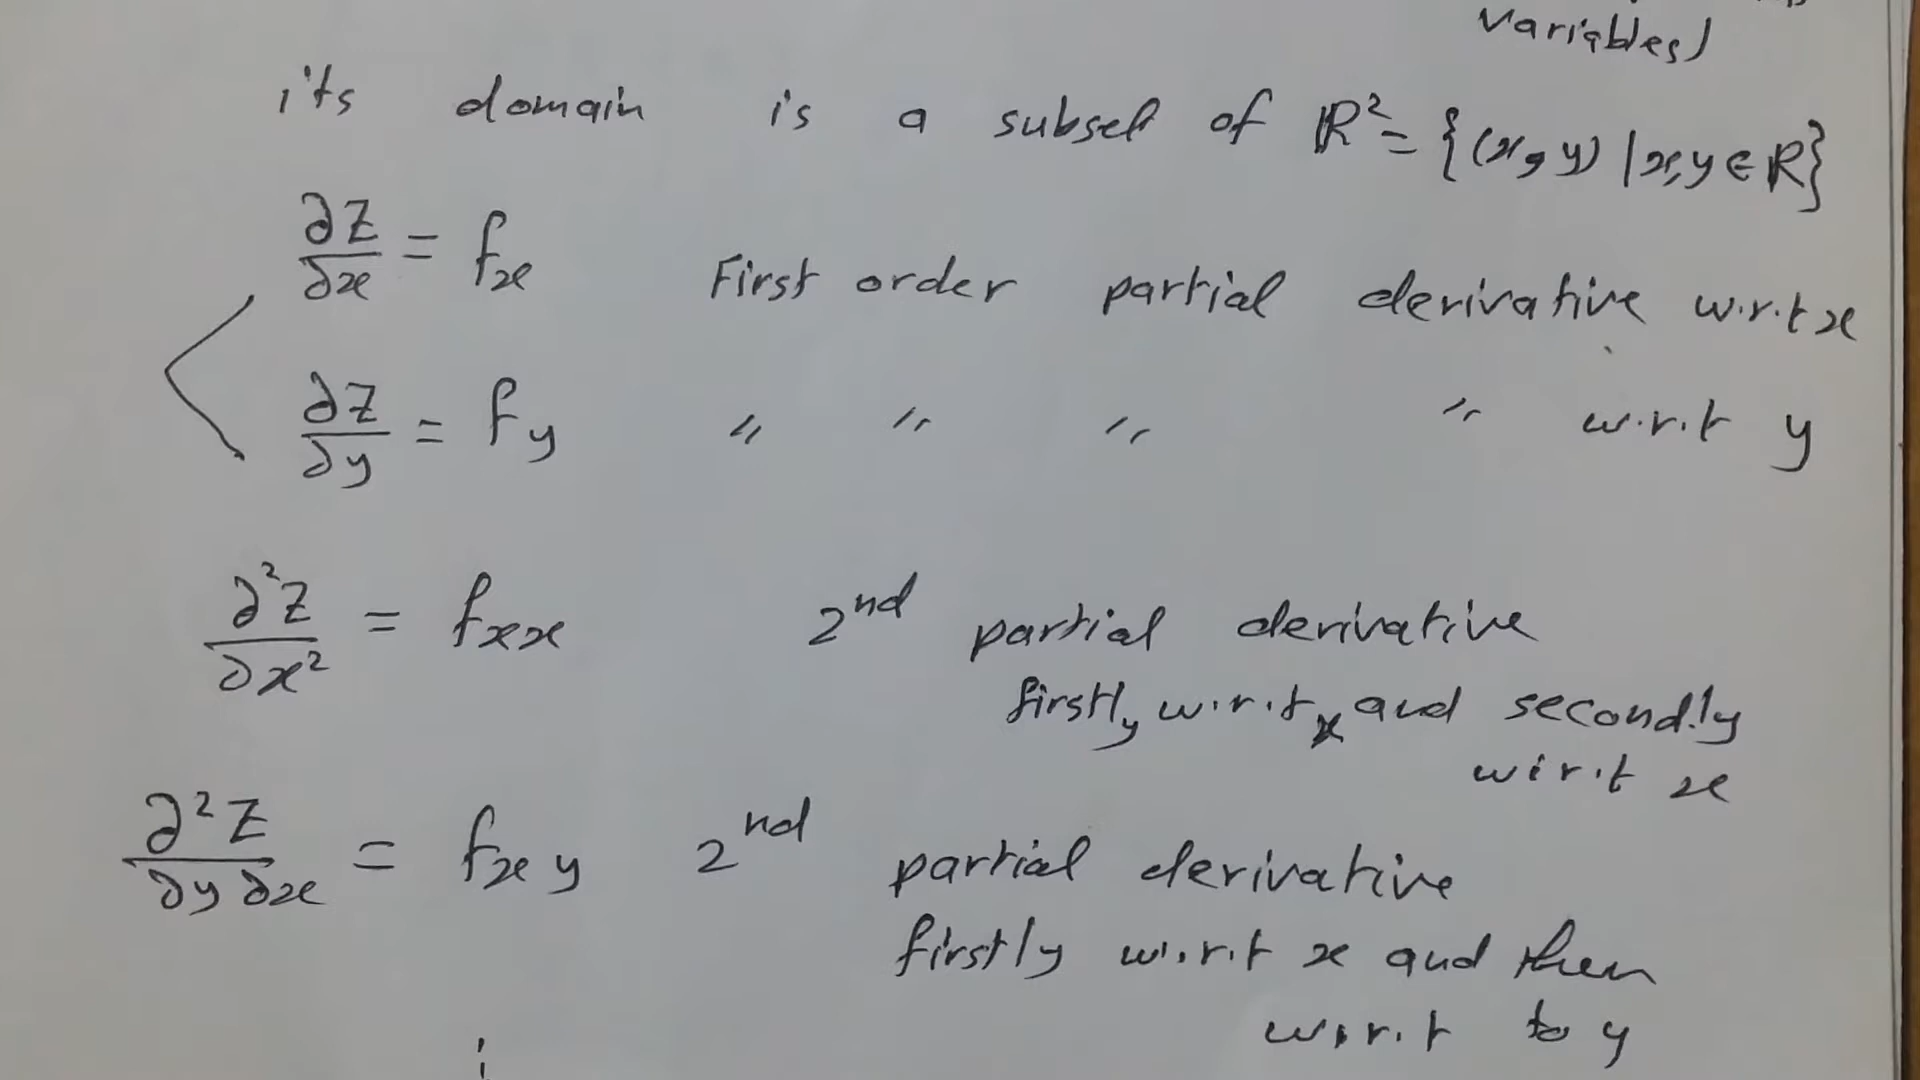 variables)
it's domain is a subset of ℝ² = {(x, y) | x, y ∈ ℝ}
∂z/∂x = fx First order partial derivative w.r.t x
∂z/∂y = fy 〃 〃 〃 〃 w.r.t y
∂²z/∂x² = fxx 2nd partial derivative
firstly w.r.t x and secondly
w.r.t x
∂²z/∂y∂x = fxy 2nd partial derivative
firstly w.r.t x and then
w.r.t to y